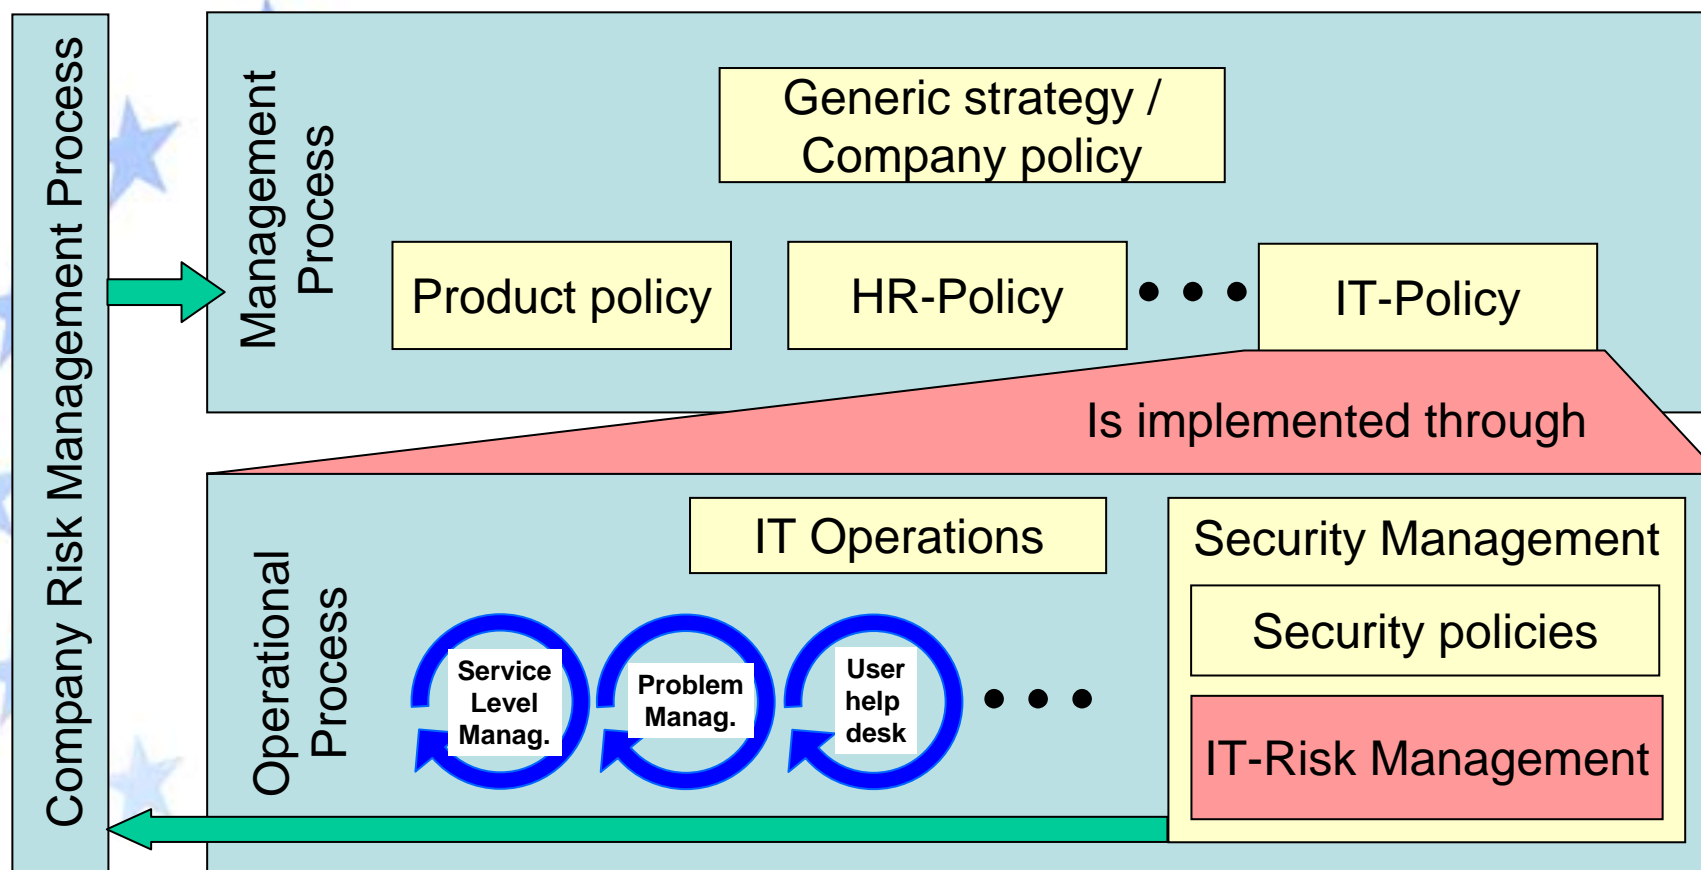 Company Risk Management Process
Management
Process
Generic strategy /
Company policy
Product policy
HR-Policy
IT-Policy
Is implemented through
Operational
Process
IT Operations
Service
Level
Manag.
Problem
Manag.
User
help
desk
Security Management
Security policies
IT-Risk Management